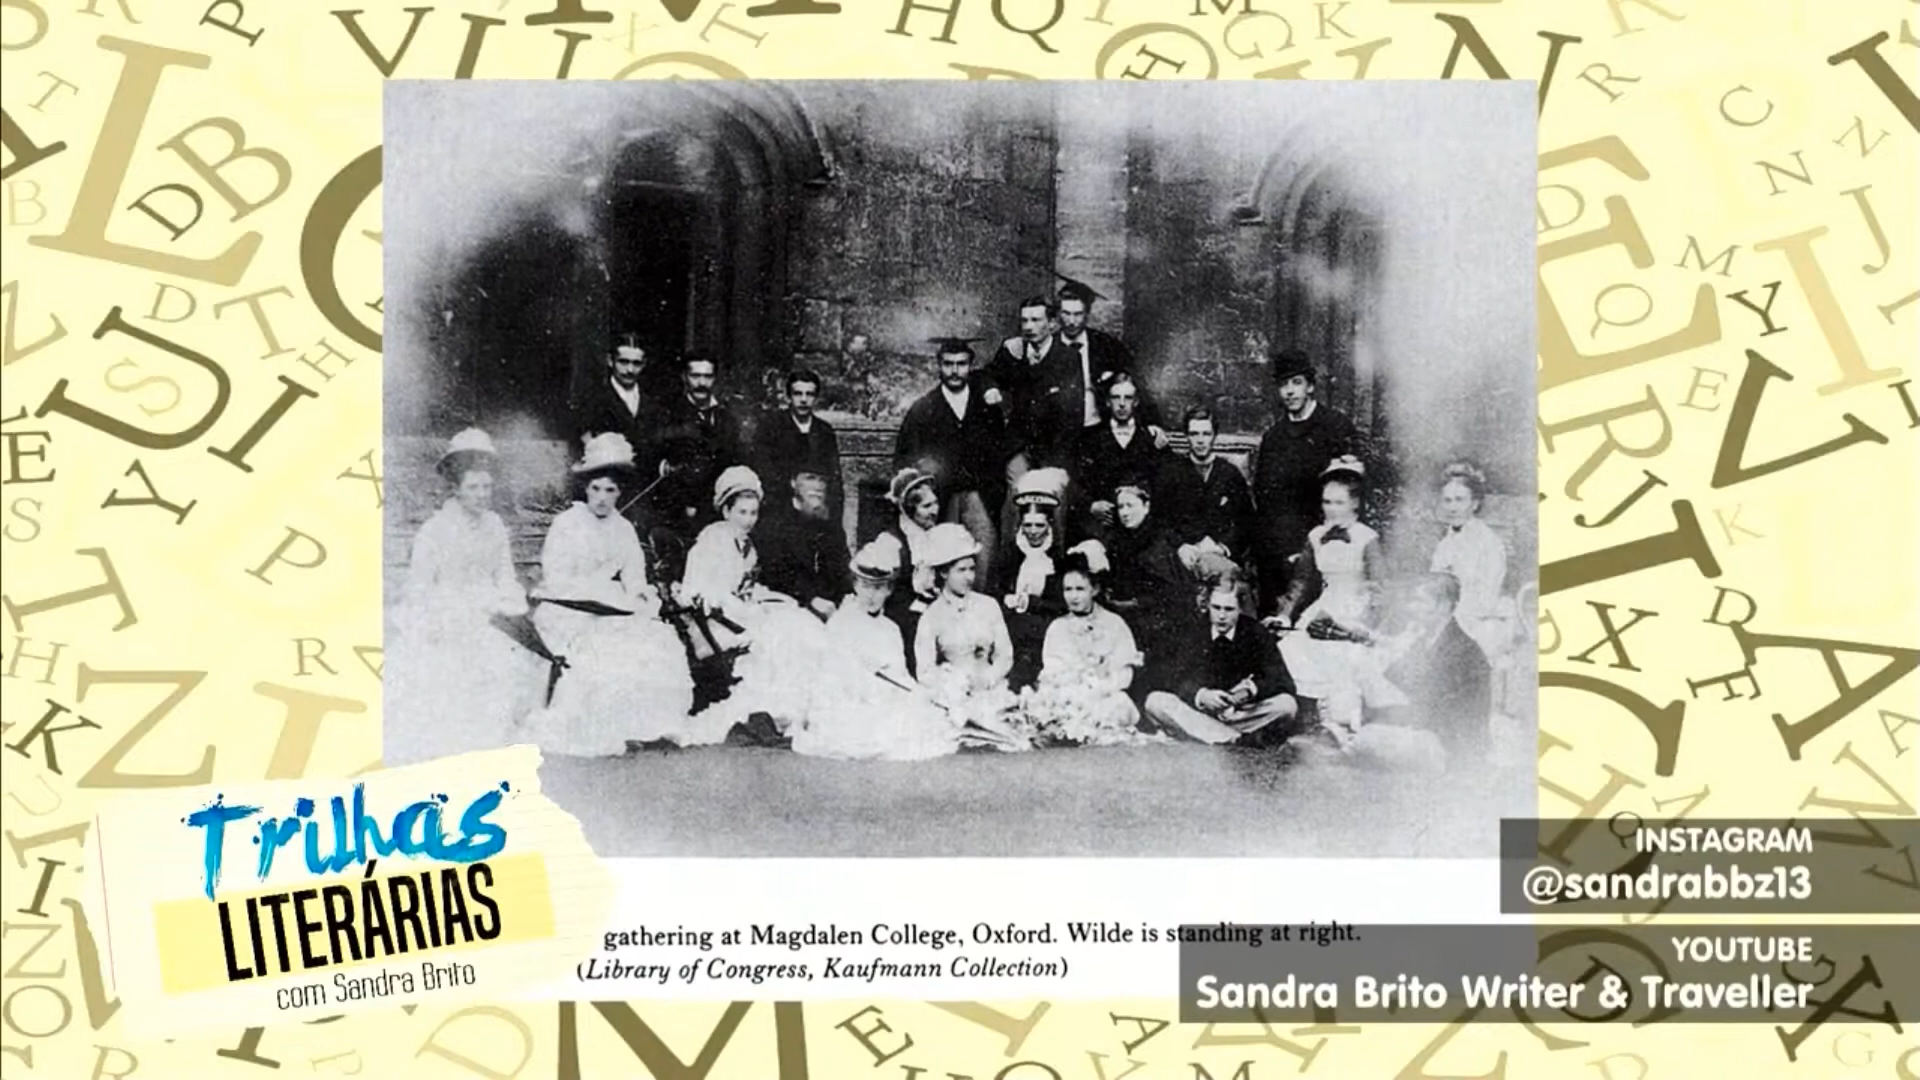 gathering at Magdalen College, Oxford. Wilde is standing at right.
(Library of Congress, Kaufmann Collection)
Trilhas
LITERÁRIAS
com Sandra Brito
INSTAGRAM
@sandrabbz13
YOUTUBE
Sandra Brito Writer & Traveller